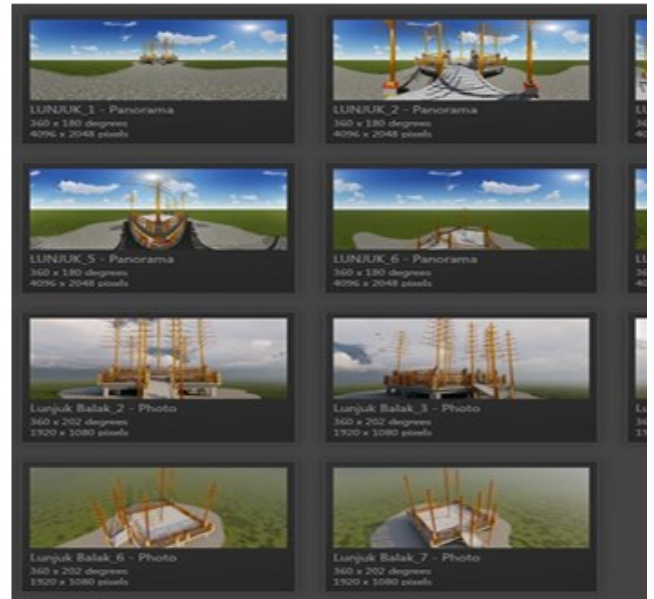 LUNJUK_1 - Panorama
360 x 180 degrees
4096 x 2048 pixels
LUNJUK_2 - Panorama
360 x 180 degrees
4096 x 2048 pixels
LUNJUK_5 - Panorama
360 x 180 degrees
4096 x 2048 pixels
LUNJUK_6 - Panorama
360 x 180 degrees
4096 x 2048 pixels
Lunjuk Balak_2 - Photo
360 x 202 degrees
1920 x 1080 pixels
Lunjuk Balak_3 - Photo
360 x 202 degrees
1920 x 1080 pixels
Lunjuk Balak_6 - Photo
360 x 202 degrees
1920 x 1080 pixels
Lunjuk Balak_7 - Photo
360 x 202 degrees
1920 x 1080 pixels